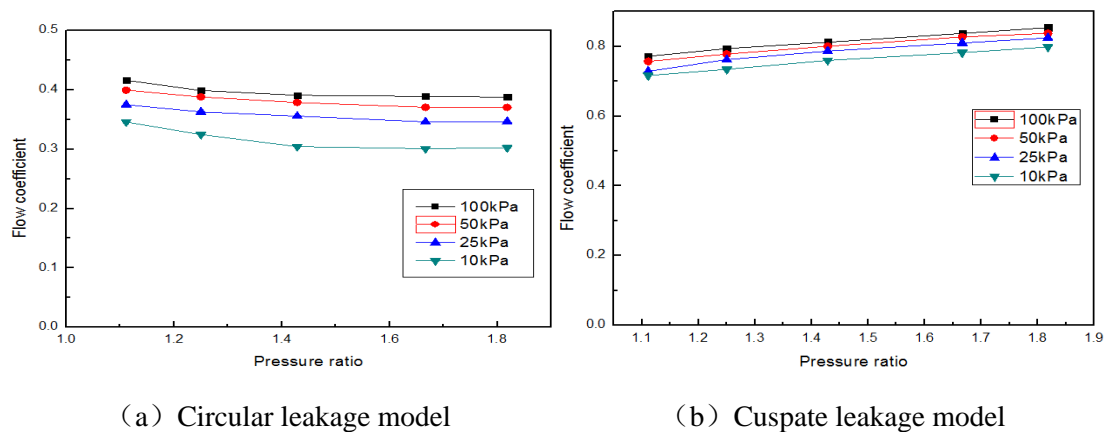 0.5
0.4
0.3
0.2
0.1
0.0
Flow coefficient
1.0
1.2
1.4
1.6
1.8
Pressure ratio
100kPa
50kPa
25kPa
10kPa
(a) Circular leakage model
0.8
0.6
0.4
0.2
0.0
Flow coefficient
1.1
1.2
1.3
1.4
1.5
1.6
1.7
1.8
1.9
Pressure ratio
100kPa
50kPa
25kPa
10kPa
(b) Cuspate leakage model